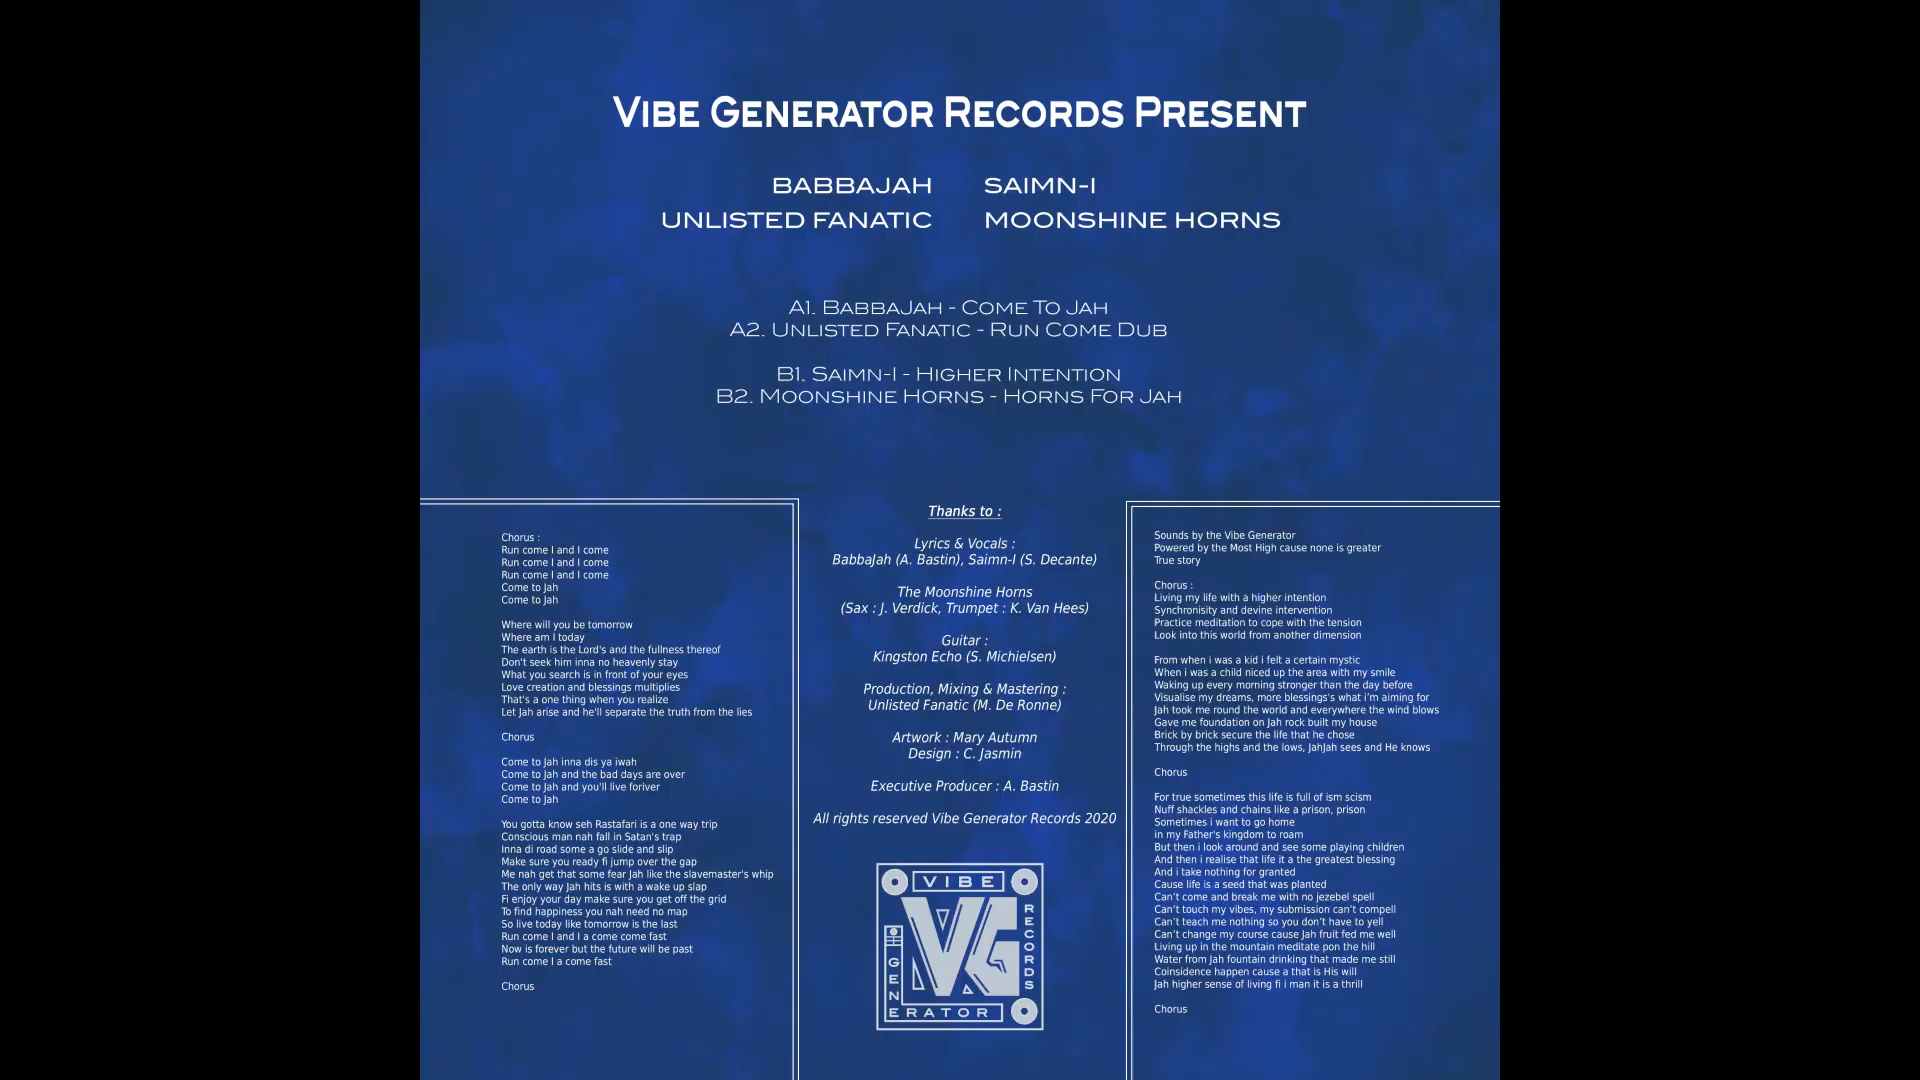 VIBE GENERATOR RECORDS PRESENT
BABBAJAH SAIMN-I
UNLISTED FANATIC MOONSHINE HORNS
A1. BABBAJAH - COME TO JAH
A2. UNLISTED FANATIC - RUN COME DUB
B1. SAIMN-I - HIGHER INTENTION
B2. MOONSHINE HORNS - HORNS FOR JAH
Chorus :
Run come I and I come
Run come I and I come
Run come I and I come
Come to Jah
Come to Jah
Where will you be tomorrow
Where am I today
The earth is the Lord's and the fullness thereof
Don't seek him inna no heavenly stay
What you search is in front of your eyes
Love creation and blessings multiplies
That's a one thing when you realize
Let Jah arise and he'll separate the truth from the lies
Chorus
Come to Jah inna dis ya iwah
Come to Jah and the bad days are over
Come to Jah and you'll live foriver
Come to Jah
You gotta know seh Rastafari is a one way trip
Conscious man nah fall in Satan's trap
Inna di road some a go slide and slip
Make sure you ready fi jump over the gap
Me nah get that some fear Jah like the slavemaster's whip
The only way Jah hits is with a wake up slap
Fi enjoy your day make sure you get off the grid
To find happiness you nah need no map
So live today like tomorrow is the last
Run come I and I a come come fast
Now is forever but the future will be past
Run come I a come fast
Chorus
Thanks to :
Lyrics & Vocals :
BabbaJah (A. Bastin), Saimn-I (S. Decante)
The Moonshine Horns
(Sax : J. Verdick, Trumpet : K. Van Hees)
Guitar :
Kingston Echo (S. Michielsen)
Production, Mixing & Mastering :
Unlisted Fanatic (M. De Ronne)
Artwork : Mary Autumn
Design : C. Jasmin
Executive Producer : A. Bastin
All rights reserved Vibe Generator Records 2020
VIBE
VG
RECORDS
GENERATOR
Sounds by the Vibe Generator
Powered by the Most High cause none is greater
True story
Chorus :
Living my life with a higher intention
Synchronisity and devine intervention
Practice meditation to cope with the tension
Look into this world from another dimension
From when i was a kid i felt a certain mystic
When i was a child niced up the area with my smile
Waking up every morning stronger than the day before
Visualise my dreams, more blessings's what i'm aiming for
Jah took me round the world and everywhere the wind blows
Gave me foundation on Jah rock built my house
Brick by brick secure the life that he chose
Through the highs and the lows, JahJah sees and He knows
Chorus
For true sometimes this life is full of ism scism
Nuff shackles and chains like a prison, prison
Sometimes i want to go home
in my Father's kingdom to roam
But then i look around and see some playing children
And then i realise that life it a the greatest blessing
And i take nothing for granted
Cause life is a seed that was planted
Can't come and break me with no jezebel spell
Can't touch my vibes, my submission can't compell
Can't teach me nothing so you don't have to yell
Can't change my course cause Jah fruit fed me well
Living up in the mountain meditate pon the hill
Water from Jah fountain drinking that made me still
Coinsidence happen cause a that is His will
Jah higher sense of living fi i man it is a thrill
Chorus